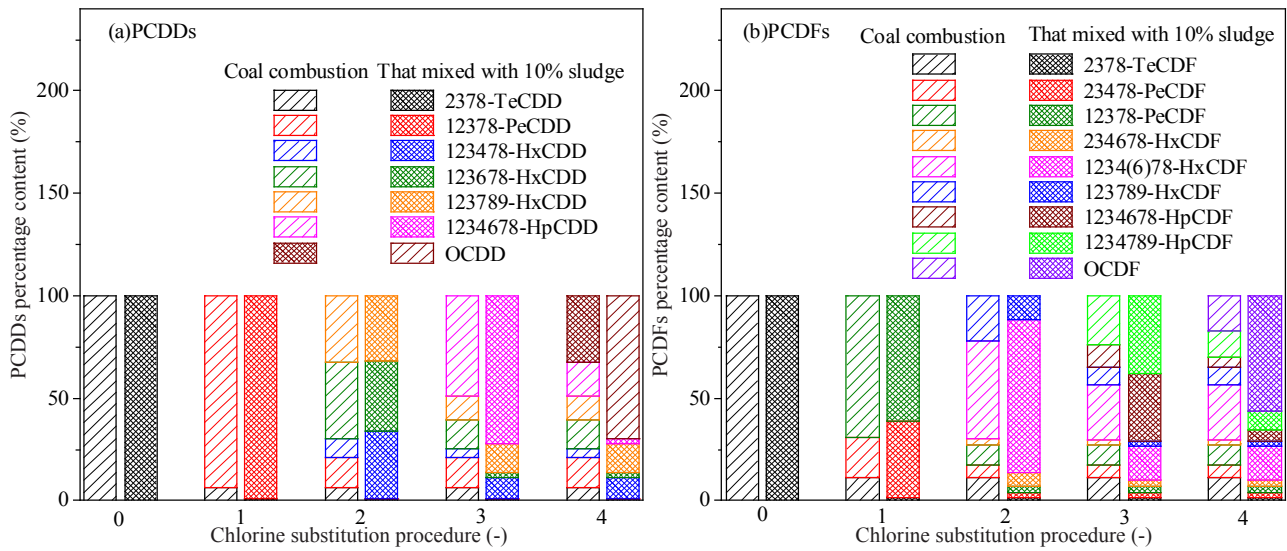 (a)PCDDs
Coal combustion That mixed with 10% sludge
2378-TeCDD
12378-PeCDD
123478-HxCDD
123678-HxCDD
123789-HxCDD
1234678-HpCDD
OCDD
PCDDs percentage content (%)
200
150
100
50
0
0 1 2 3 4
Chlorine substitution procedure (-)
(b)PCDFs
Coal combustion That mixed with 10% sludge
2378-TeCDF
23478-PeCDF
12378-PeCDF
234678-HxCDF
1234(6)78-HxCDF
123789-HxCDF
1234678-HpCDF
1234789-HpCDF
OCDF
PCDFs percentage content (%)
200
150
100
50
0
0 1 2 3 4
Chlorine substitution procedure (-)